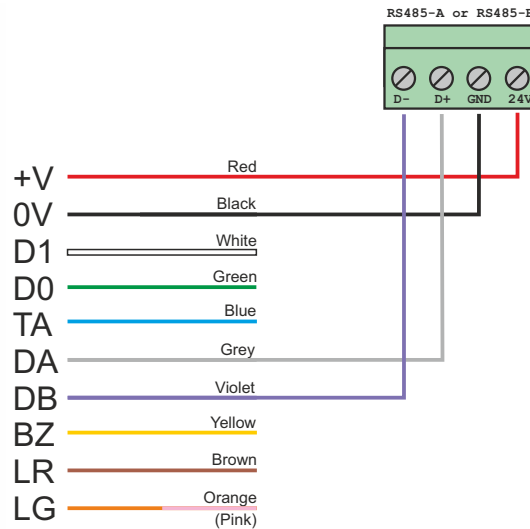 RS485-A or RS485-B
D- D+ GND 24V
+V Red
0V Black
D1 White
D0 Green
TA Blue
DA Grey
DB Violet
BZ Yellow
LR Brown
LG Orange
(Pink)